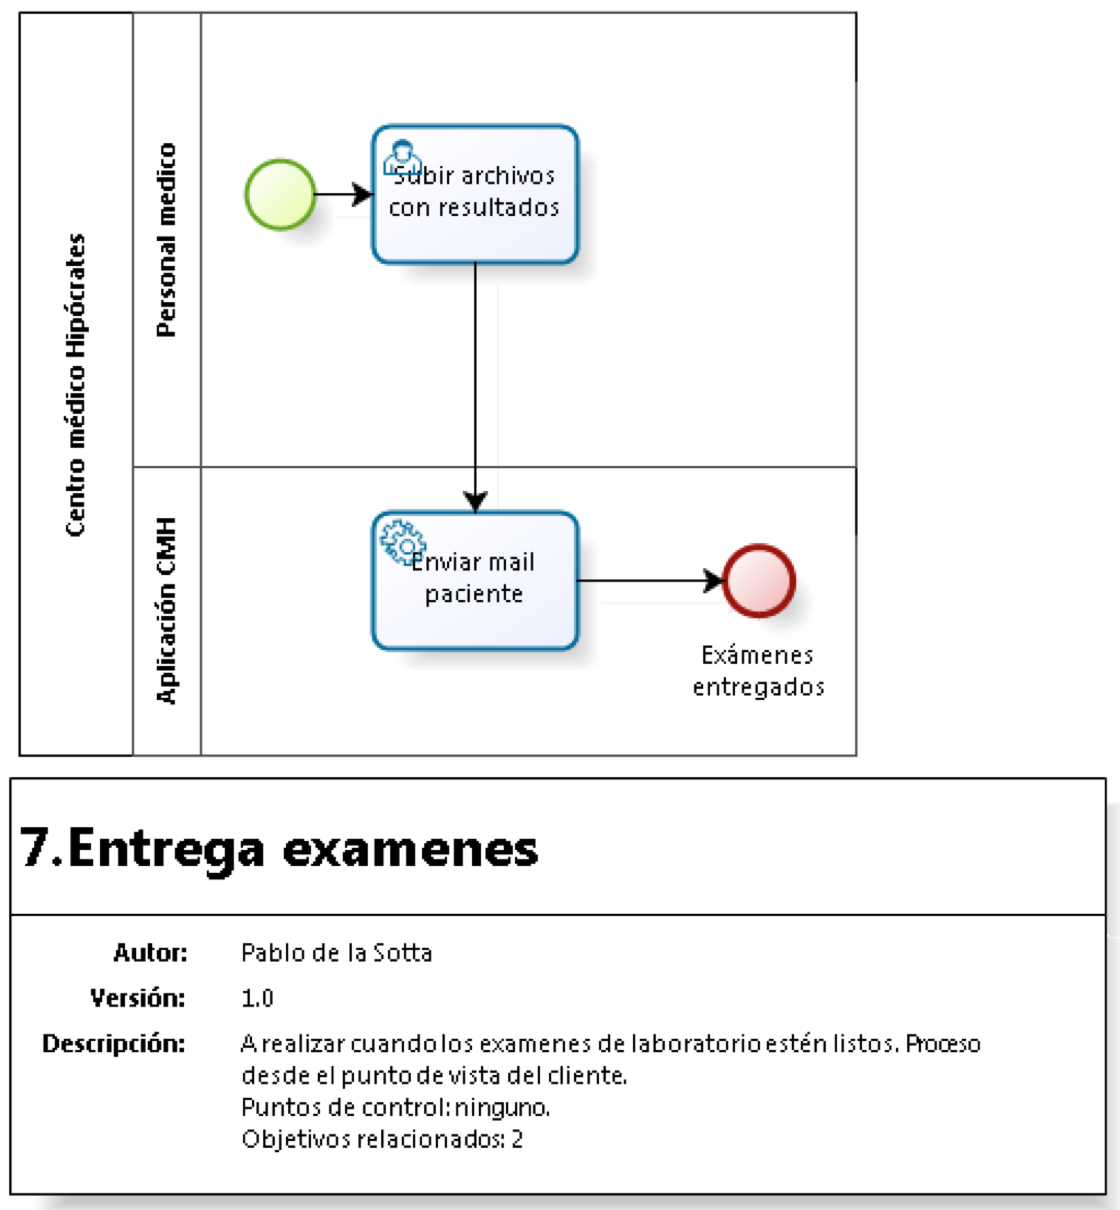 Centro médico Hipócrates
Personal medico
Subir archivos
con resultados
Aplicación CMH
Enviar mail
paciente
Exámenes
entregados
7.Entrega examenes
Autor: Pablo de la Sotta
Versión: 1.0
Descripción: A realizar cuando los examenes de laboratorio estén listos. Proceso
desde el punto de vista del cliente.
Puntos de control: ninguno.
Objetivos relacionados: 2